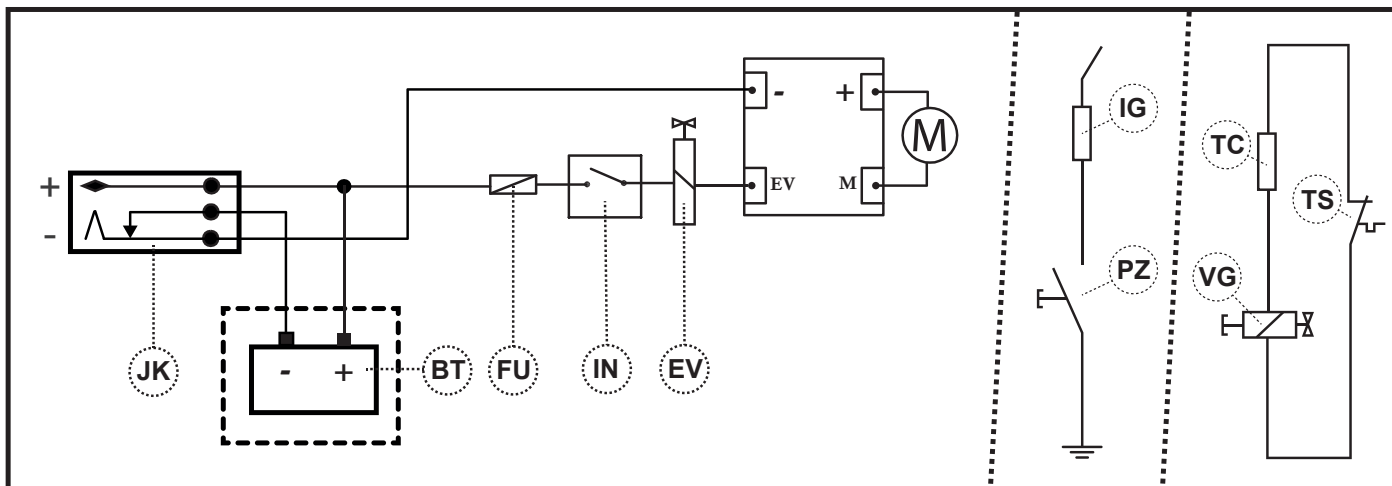 - +
M
IG
TC
+
EV M
TS
-
PZ
VG
JK
- +
BT
FU
IN
EV